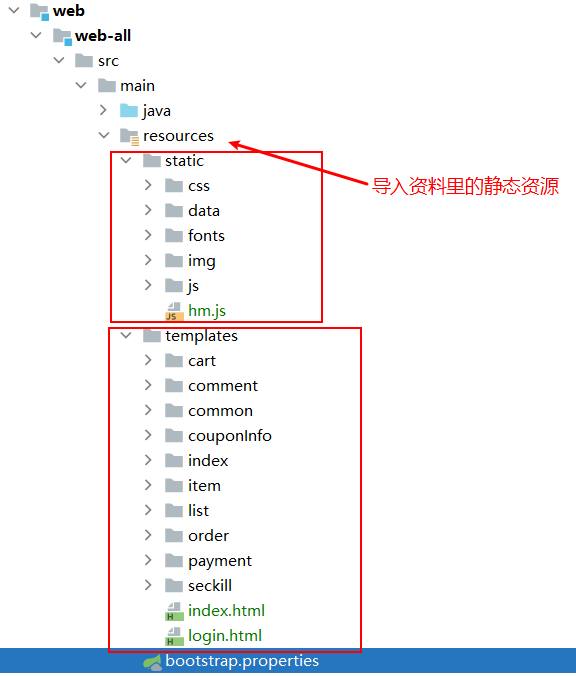 web
web-all
src
main
java
resources
static
导入资料里的静态资源
css
data
fonts
img
js
hm.js
templates
cart
comment
common
couponInfo
index
item
list
order
payment
seckill
index.html
login.html
bootstrap.properties